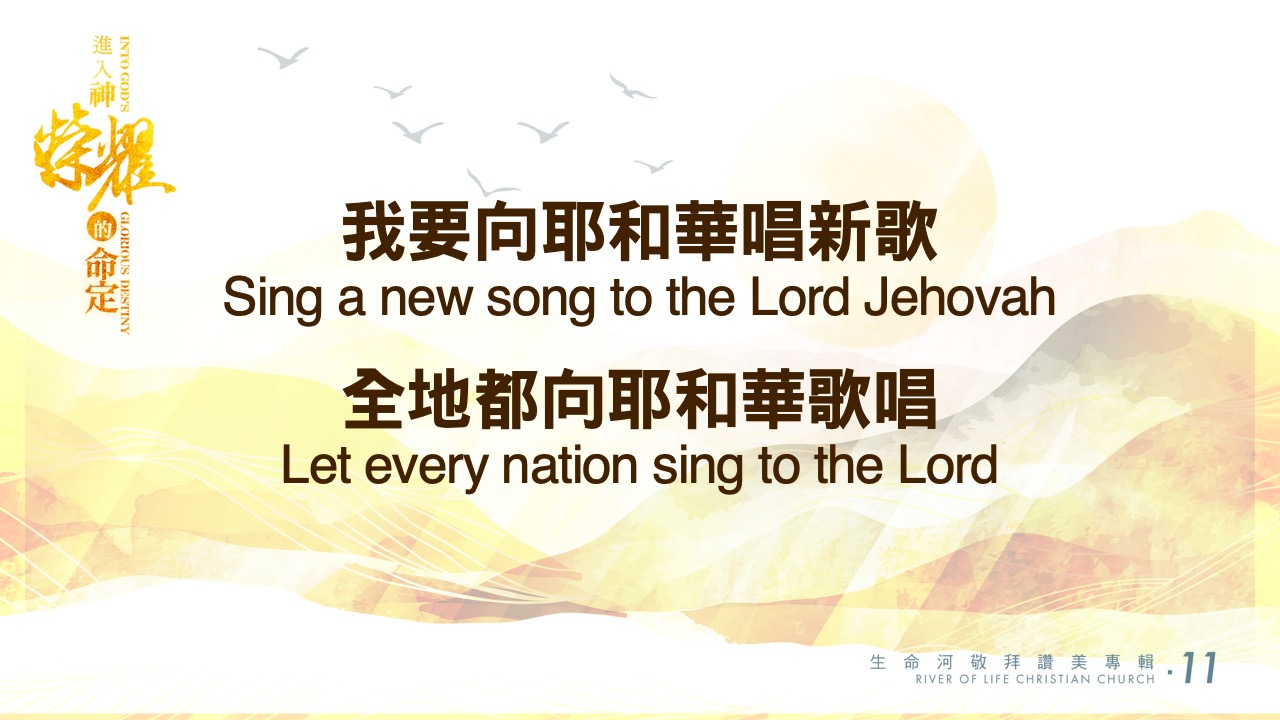 進入神
榮耀
的
命定
INTO GOD'S
GLORIOUS DESTINY
我要向耶和華唱新歌
Sing a new song to the Lord Jehovah
全地都向耶和華歌唱
Let every nation sing to the Lord
生命河敬拜讚美專輯
RIVER OF LIFE CHRISTIAN CHURCH
·11